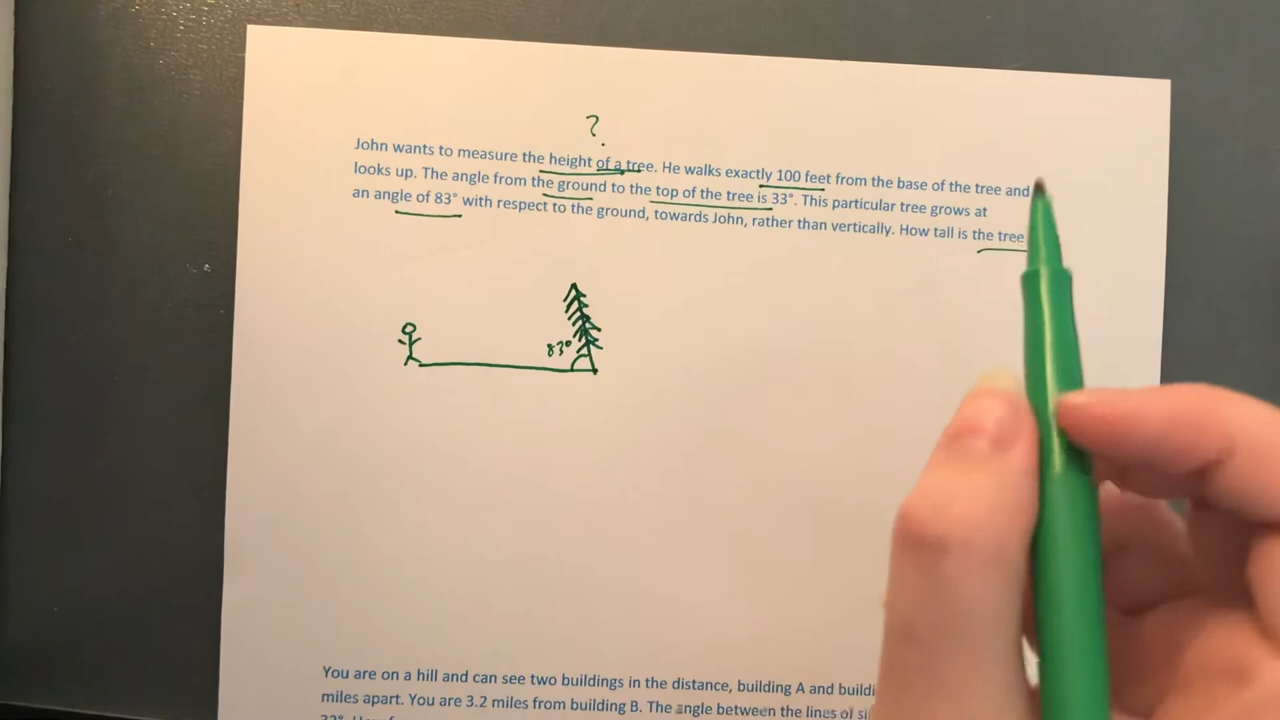 ?
John wants to measure the height of a tree. He walks exactly 100 feet from the base of the tree and
looks up. The angle from the ground to the top of the tree is 33°. This particular tree grows at
an angle of 83° with respect to the ground, towards John, rather than vertically. How tall is the tree
83°
You are on a hill and can see two buildings in the distance, building A and buildi
miles apart. You are 3.2 miles from building B. The angle between the lines of si